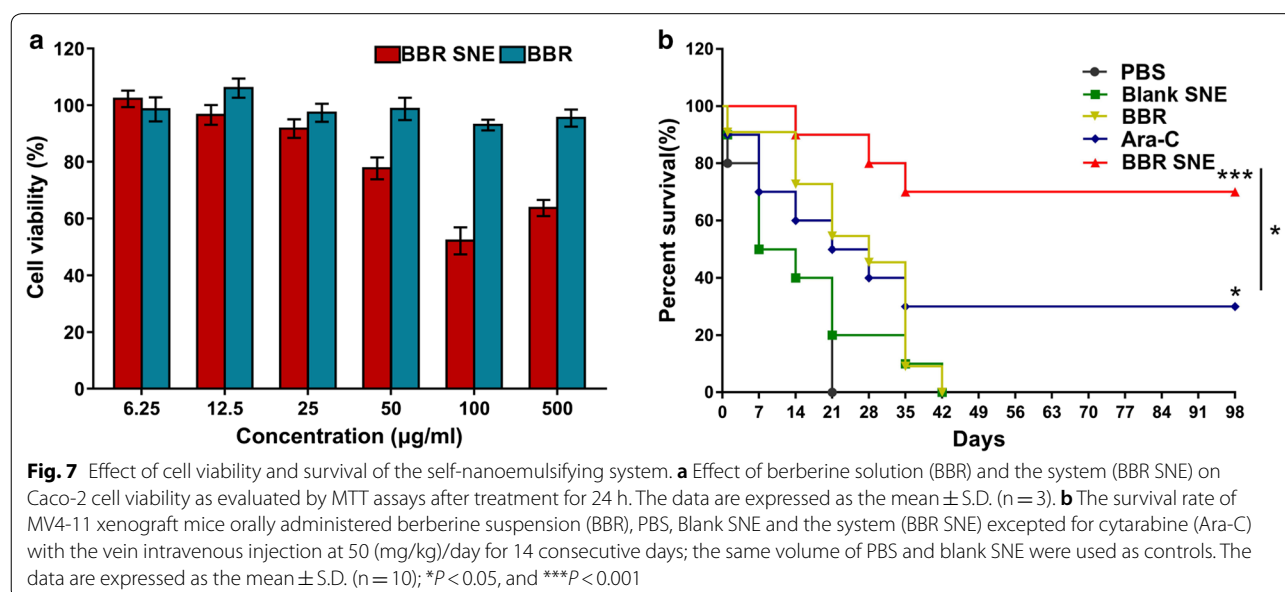 a
120
100
80
60
40
20
0
Cell viability (%)
BBR SNE BBR
6.25 12.5 25 50 100 500
Concentration (µg/ml)
b
120
100
80
60
40
20
0
Percent survival(%)
PBS
Blank SNE
BBR
Ara-C
BBR SNE
***
*
*
0 7 14 21 28 35 42 49 56 63 70 77 84 91 98
Days
Fig. 7 Effect of cell viability and survival of the self-nanoemulsifying system. a Effect of berberine solution (BBR) and the system (BBR SNE) on
Caco-2 cell viability as evaluated by MTT assays after treatment for 24 h. The data are expressed as the mean ± S.D. (n = 3). b The survival rate of
MV4-11 xenograft mice orally administered berberine suspension (BBR), PBS, Blank SNE and the system (BBR SNE) excepted for cytarabine (Ara-C)
with the vein intravenous injection at 50 (mg/kg)/day for 14 consecutive days; the same volume of PBS and blank SNE were used as controls. The
data are expressed as the mean ± S.D. (n = 10); *P < 0.05, and ***P < 0.001